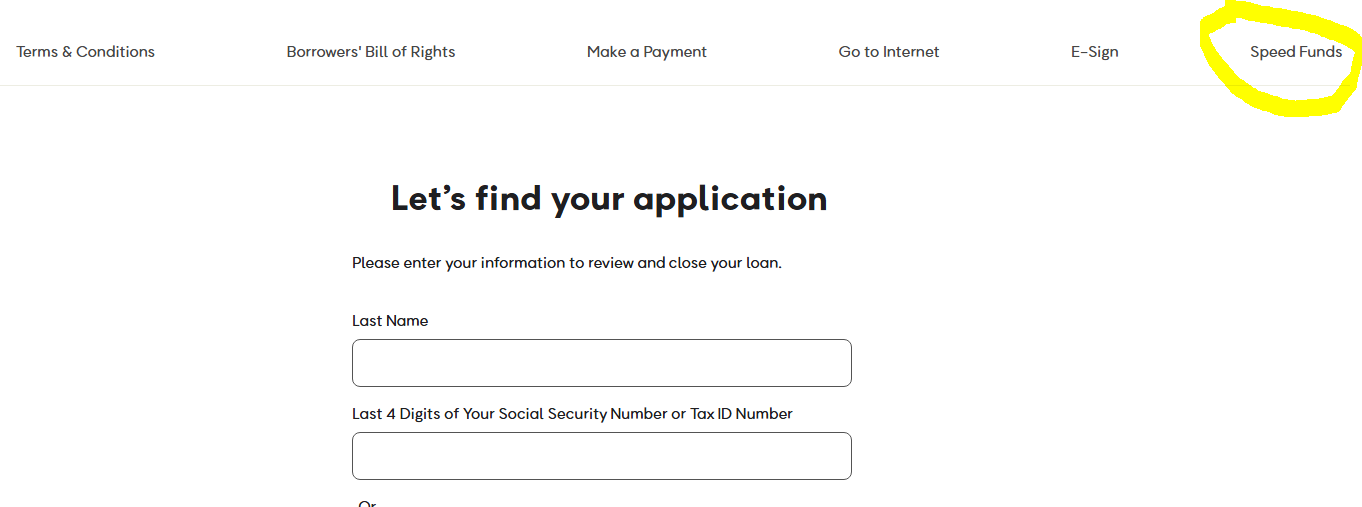 Terms & Conditions Borrowers' Bill of Rights Make a Payment Go to Internet E-Sign Speed Funds
Let’s find your application
Please enter your information to review and close your loan.
Last Name
Last 4 Digits of Your Social Security Number or Tax ID Number
Or